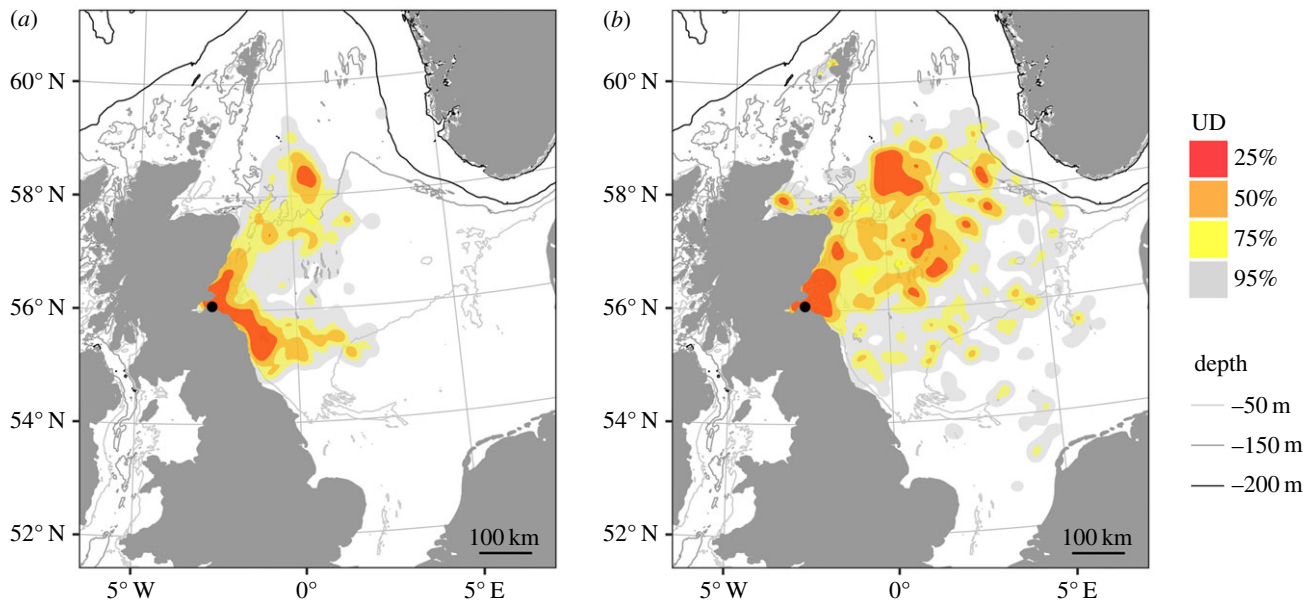 (a)
(b)
60° N
58° N
56° N
54° N
52° N
5° W
0°
5° E
100 km
60° N
58° N
56° N
54° N
52° N
5° W
0°
5° E
100 km
UD
25%
50%
75%
95%
depth
–50 m
–150 m
–200 m